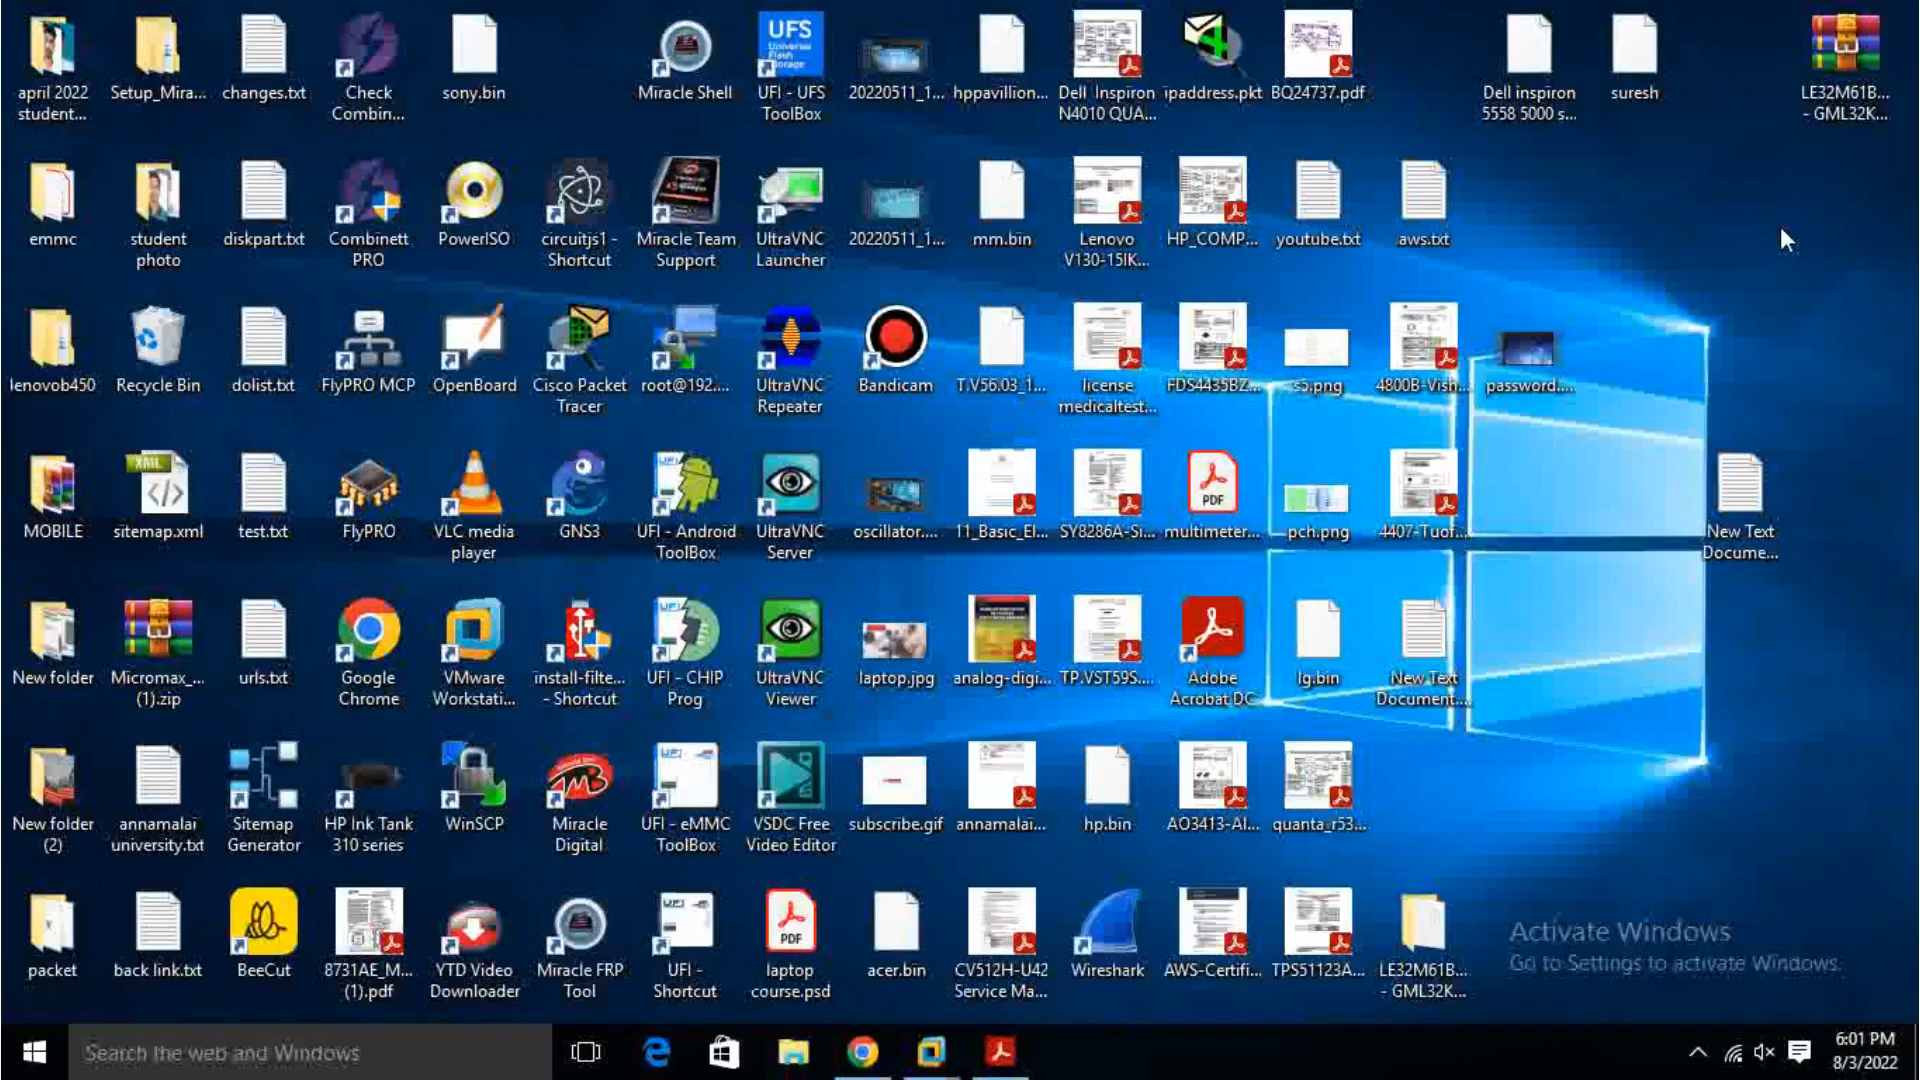 april 2022
student...
Setup_Mira...
changes.txt
Check
Combin...
sony.bin
Miracle Shell
UFS
Universal
Flash
Storage
UFI - UFS
ToolBox
20220511_1...
hppavillion...
Dell Inspiron
N4010 QUA...
ipaddress.pkt
BQ24737.pdf
Dell inspiron
5558 5000 s...
suresh
LE32M61B...
- GML32K...
emmc
student
photo
diskpart.txt
Combinett
PRO
PowerISO
circuitjs1 -
Shortcut
Miracle Team
Support
UltraVNC
Launcher
20220511_1...
mm.bin
Lenovo
V130-15IK...
HP_COMP...
youtube.txt
aws.txt
lenovob450
Recycle Bin
dolist.txt
FlyPRO MCP
OpenBoard
Cisco Packet
Tracer
root@192....
UltraVNC
Repeater
Bandicam
T.V56.03_1...
license
medicaltest...
FDS4435BZ...
s5.png
4800B-Vish...
password....
MOBILE
XML
sitemap.xml
test.txt
FlyPRO
VLC media
player
GNS3
UFI
UFI - Android
ToolBox
UltraVNC
Server
oscillator....
11_Basic_El...
SY8286A-Si...
PDF
multimeter...
pch.png
4407-Tuof...
New Text
Docume...
New folder
Micromax_...
(1).zip
urls.txt
Google
Chrome
VMware
Workstati...
install-filte...
- Shortcut
UFI
UFI - CHIP
Prog
UltraVNC
Viewer
laptop.jpg
analog-digi...
TP.VST59S....
Adobe
Acrobat DC
lg.bin
New Text
Document....
New folder
(2)
annamalai
university.txt
Sitemap
Generator
HP Ink Tank
310 series
WinSCP
Miracle
Digital
UFI
UFI - eMMC
ToolBox
VSDC Free
Video Editor
subscribe.gif
annamalai...
hp.bin
AO3413-Al...
quanta_r53...
packet
back link.txt
BeeCut
8731AE_M...
(1).pdf
YTD Video
Downloader
Miracle FRP
Tool
UFI
UFI -
Shortcut
PDF
laptop
course.psd
acer.bin
CV512H-U42
Service Ma...
Wireshark
AWS-Certifi...
TPS51123A...
LE32M61B...
- GML32K...
Activate Windows
Go to Settings to activate Windows.
Search the web and Windows
6:01 PM
8/3/2022